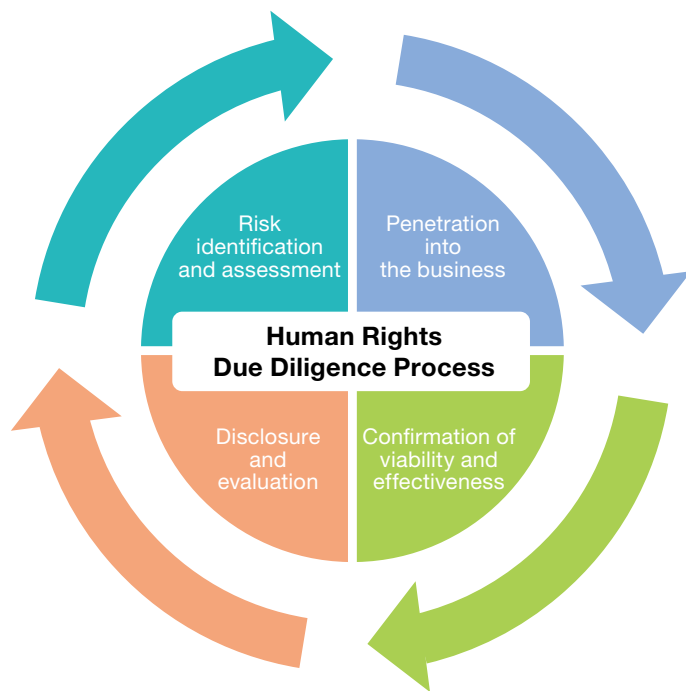 Risk
identification
and assessment
Penetration
into
the business
Human Rights
Due Diligence Process
Disclosure
and
evaluation
Confirmation of
viability and
effectiveness